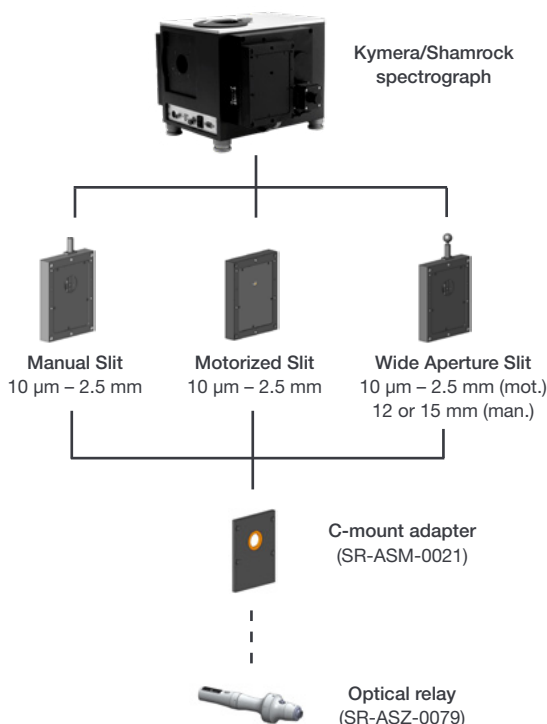 Kymera/Shamrock
spectrograph
Manual Slit
10 µm – 2.5 mm
Motorized Slit
10 µm – 2.5 mm
Wide Aperture Slit
10 µm – 2.5 mm (mot.)
12 or 15 mm (man.)
C-mount adapter
(SR-ASM-0021)
Optical relay
(SR-ASZ-0079)